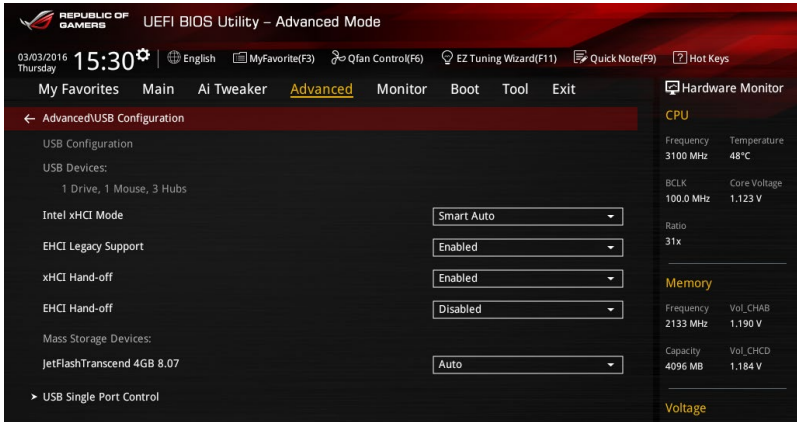 REPUBLIC OF
GAMERS
UEFI BIOS Utility – Advanced Mode
03/03/2016
Thursday
15:30
English
MyFavorite(F3)
Qfan Control(F6)
EZ Tuning Wizard(F11)
Quick Note(F9)
? Hot Keys
My Favorites Main Ai Tweaker Advanced Monitor Boot Tool Exit
Advanced\USB Configuration
USB Configuration
USB Devices:
1 Drive, 1 Mouse, 3 Hubs
Intel xHCI Mode Smart Auto
EHCI Legacy Support Enabled
xHCI Hand-off Enabled
EHCI Hand-off Disabled
Mass Storage Devices:
JetFlashTranscend 4GB 8.07 Auto
USB Single Port Control
Hardware Monitor
CPU
Frequency Temperature
3100 MHz 48°C
BCLK Core Voltage
100.0 MHz 1.123 V
Ratio
31x
Memory
Frequency Vol_CHAB
2133 MHz 1.190 V
Capacity Vol_CHCD
4096 MB 1.184 V
Voltage